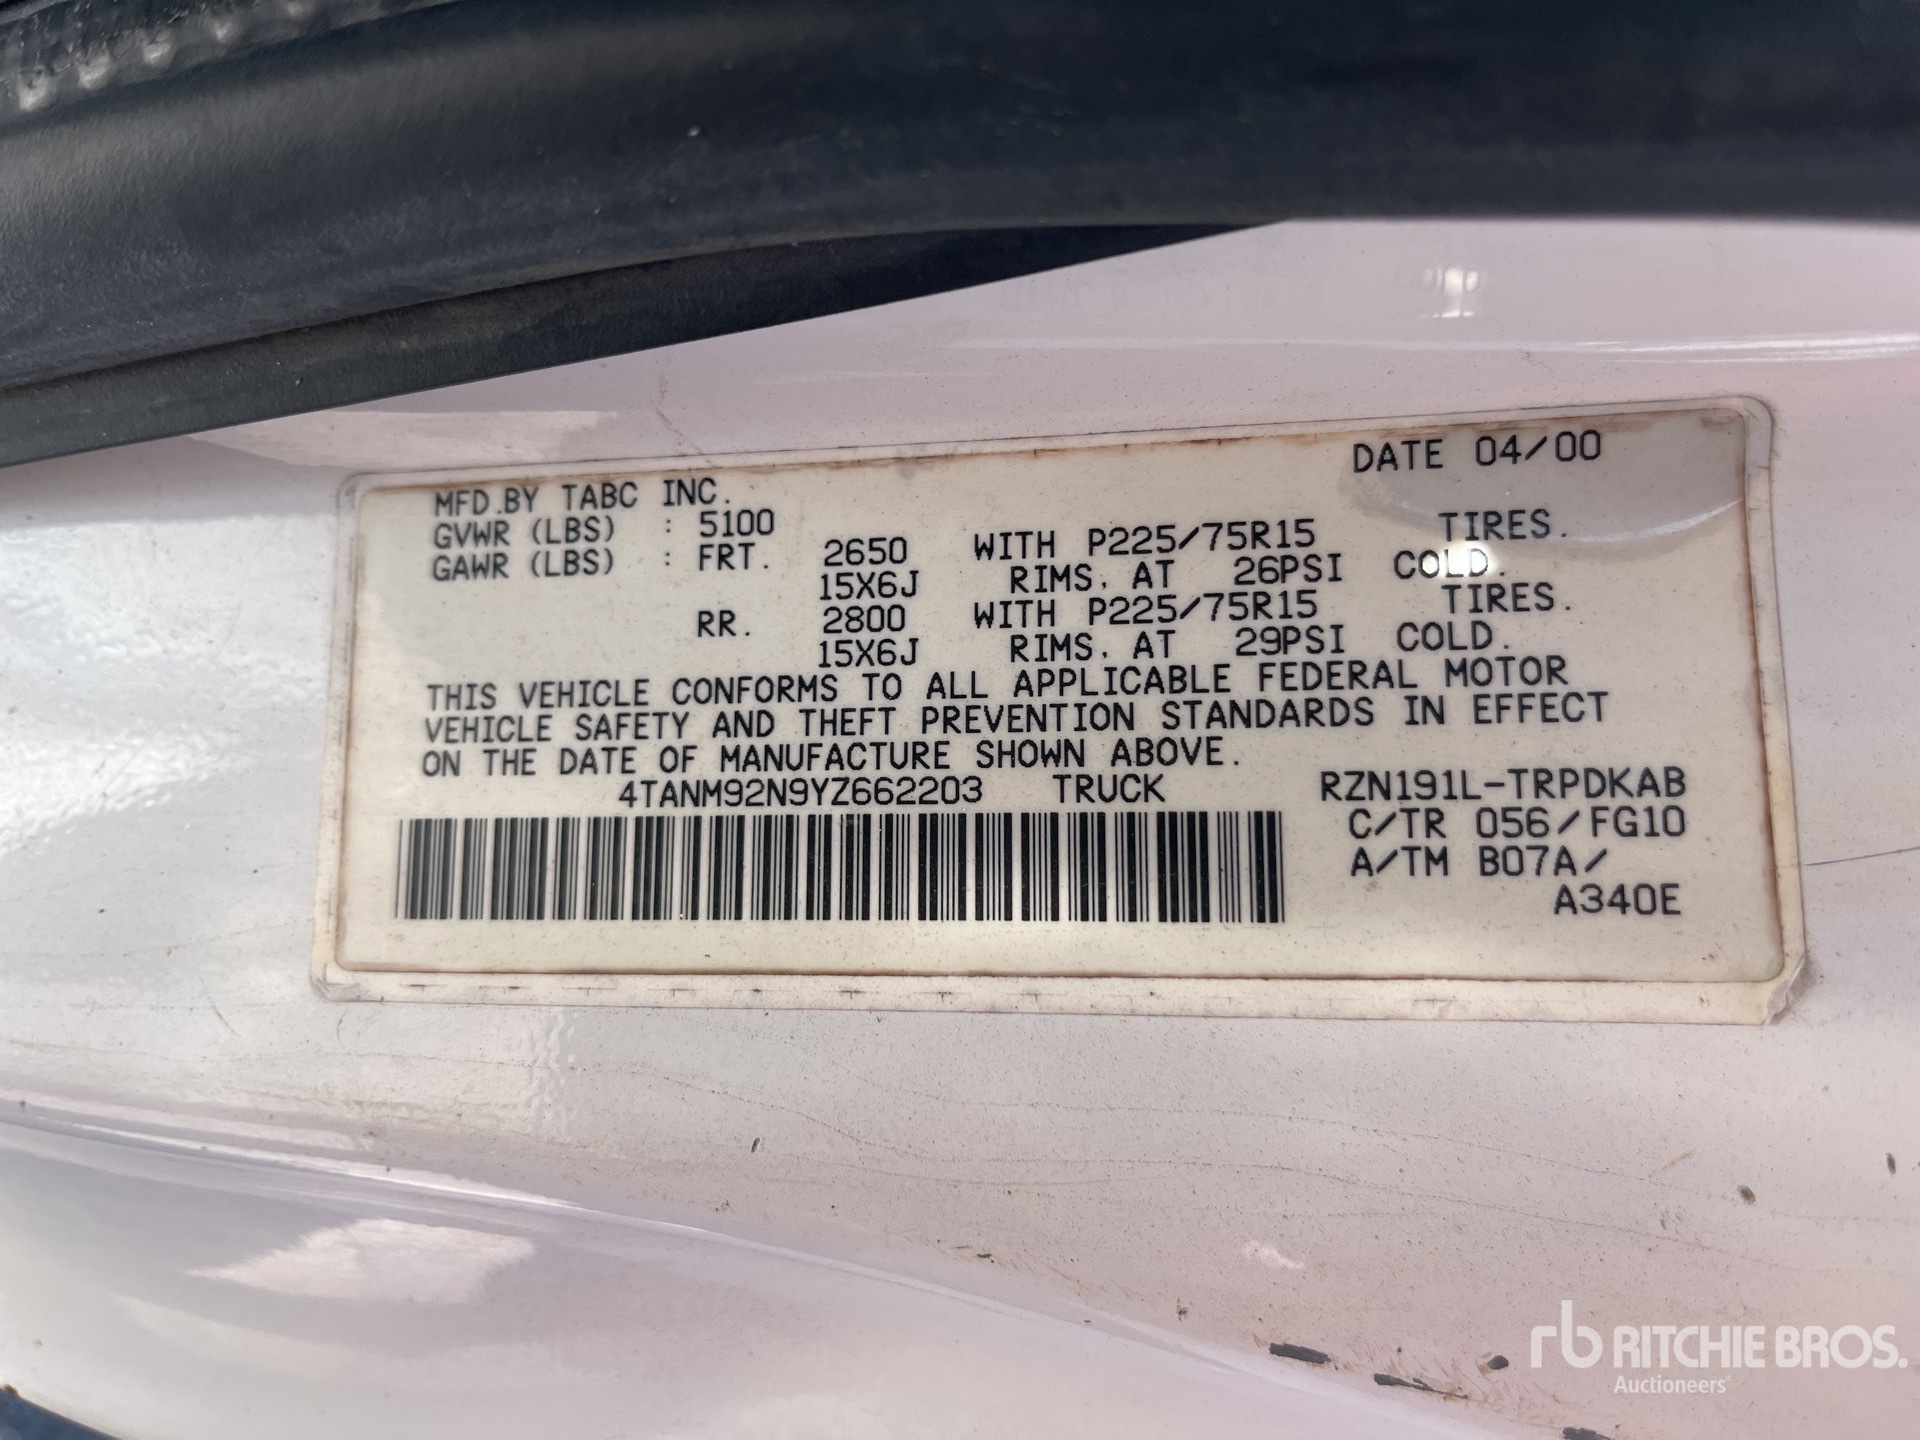 DATE 04/00
MFD.BY TABC INC.
GVWR (LBS) : 5100
GAWR (LBS) : FRT. 2650 WITH P225/75R15 TIRES.
15X6J RIMS, AT 26PSI COLD.
RR. 2800 WITH P225/75R15 TIRES.
15X6J RIMS, AT 29PSI COLD.
THIS VEHICLE CONFORMS TO ALL APPLICABLE FEDERAL MOTOR
VEHICLE SAFETY AND THEFT PREVENTION STANDARDS IN EFFECT
ON THE DATE OF MANUFACTURE SHOWN ABOVE.
4TANM92N9YZ662203 TRUCK RZN191L-TRPDKAB
C/TR 056/FG10
A/TM B07A/
A340E
rb RITCHIE BROS.
Auctioneers